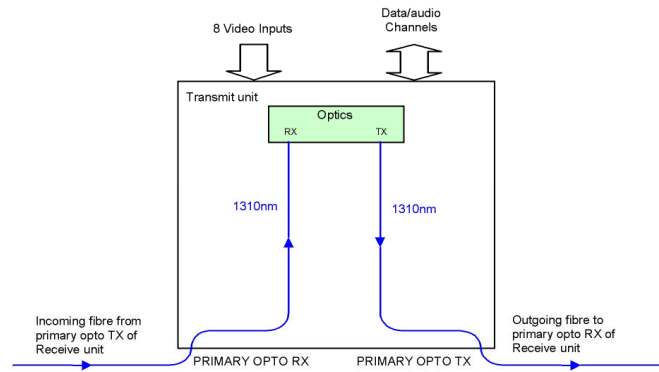 8 Video Inputs
Data/audio
Channels
Transmit unit
Optics
RX
TX
1310nm
1310nm
Incoming fibre from
primary opto TX of
Receive unit
Outgoing fibre to
primary opto RX of
Receive unit
PRIMARY OPTO RX
PRIMARY OPTO TX